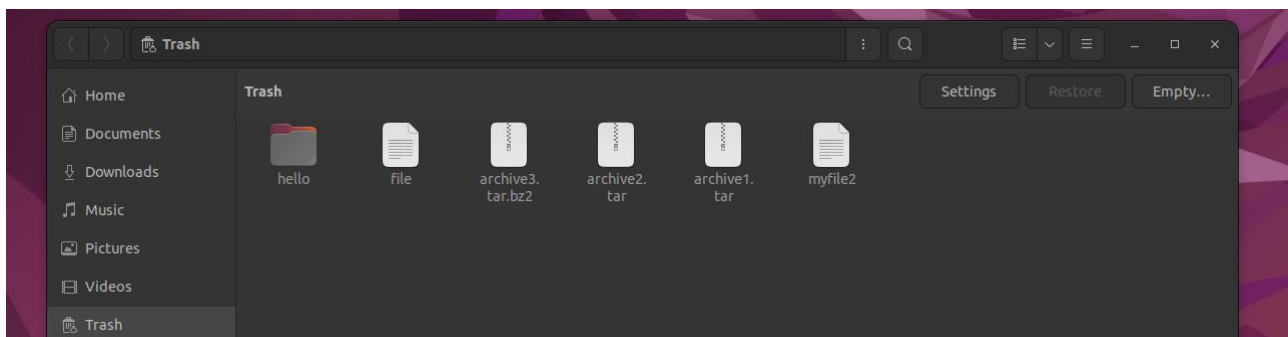 Trash
Home
Documents
Downloads
Music
Pictures
Videos
Trash
Trash
Settings
Restore
Empty...
hello
file
archive3.
tar.bz2
archive2.
tar
archive1.
tar
myfile2